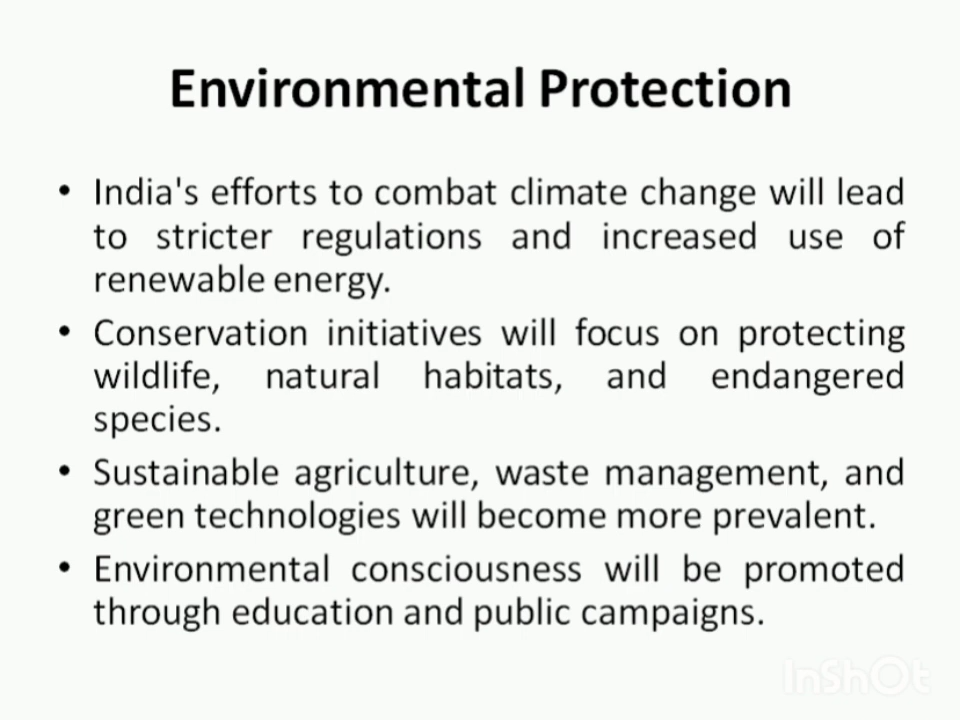 Environmental Protection
• India's efforts to combat climate change will lead
to stricter regulations and increased use of
renewable energy.
• Conservation initiatives will focus on protecting
wildlife, natural habitats, and endangered
species.
• Sustainable agriculture, waste management, and
green technologies will become more prevalent.
• Environmental consciousness will be promoted
through education and public campaigns.
InShOt